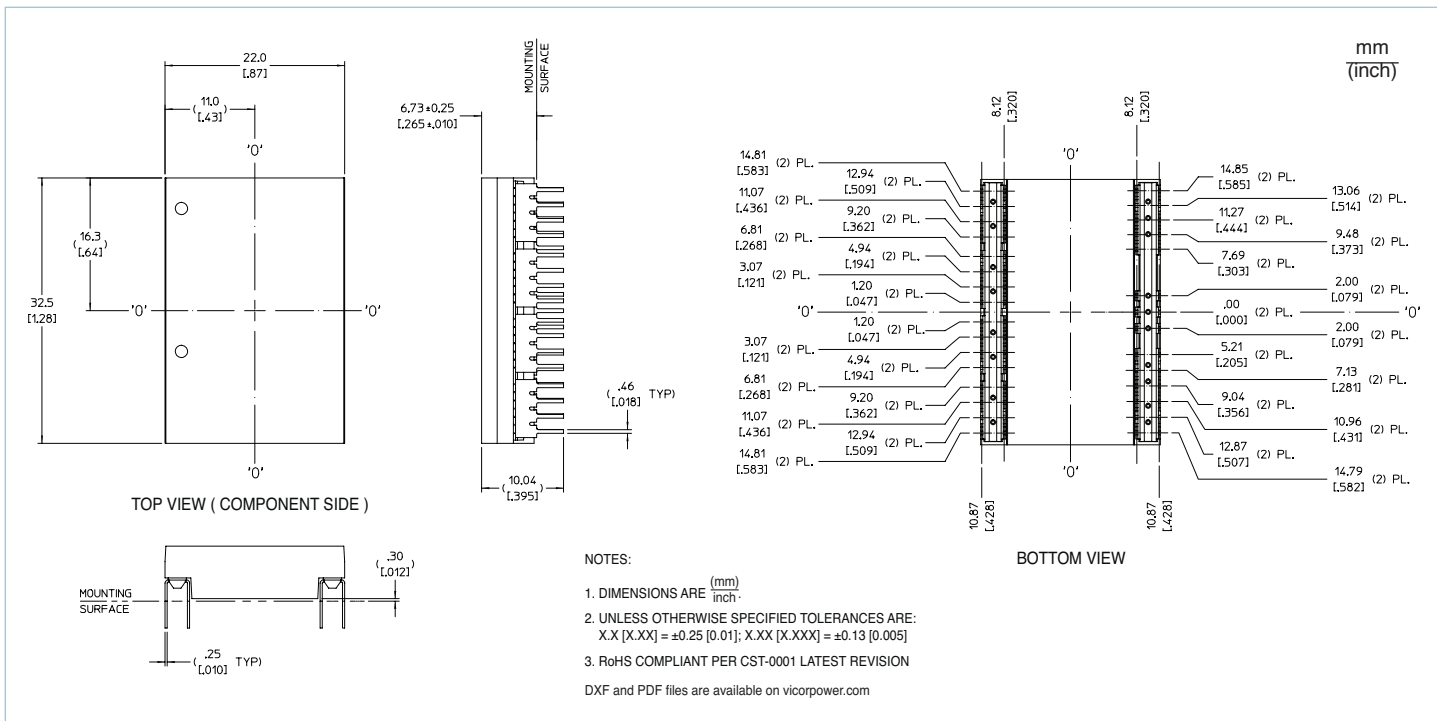 22.0
[.87]
11.0
( )
[.43]
'0'
16.3
( )
[.64]
32.5
[1.28]
'0'
'0'
'0'
TOP VIEW ( COMPONENT SIDE )
MOUNTING
SURFACE
6.73±0.25
[.265±.010]
.46
( TYP)
[.018]
10.04
( )
[.395]
MOUNTING
SURFACE
.30
( )
[.012]
.25
( TYP)
[.010]
mm
(inch)
8.12
[.320]
8.12
[.320]
'0'
14.81
[.583] (2) PL.
12.94
[.509] (2) PL.
11.07
[.436] (2) PL.
9.20
[.362] (2) PL.
6.81
[.268] (2) PL.
4.94
[.194] (2) PL.
3.07
[.121] (2) PL.
1.20
[.047] (2) PL.
'0'
1.20
[.047] (2) PL.
3.07
[.121] (2) PL.
4.94
[.194] (2) PL.
6.81
[.268] (2) PL.
9.20
[.362] (2) PL.
11.07
[.436] (2) PL.
12.94
[.509] (2) PL.
14.81
[.583] (2) PL.
14.85
[.585] (2) PL.
13.06
[.514] (2) PL.
11.27
[.444] (2) PL.
9.48
[.373] (2) PL.
7.69
[.303] (2) PL.
2.00
[.079] (2) PL.
.00
[.000] (2) PL.
'0'
2.00
[.079] (2) PL.
5.21
[.205] (2) PL.
7.13
[.281] (2) PL.
9.04
[.356] (2) PL.
10.96
[.431] (2) PL.
12.87
[.507] (2) PL.
14.79
[.582] (2) PL.
'0'
10.87
[.428]
10.87
[.428]
BOTTOM VIEW
NOTES:
1. DIMENSIONS ARE (mm)
inch.
2. UNLESS OTHERWISE SPECIFIED TOLERANCES ARE:
X.X [X.XX] = ±0.25 [0.01]; X.XX [X.XXX] = ±0.13 [0.005]
3. RoHS COMPLIANT PER CST-0001 LATEST REVISION
DXF and PDF files are available on vicorpower.com